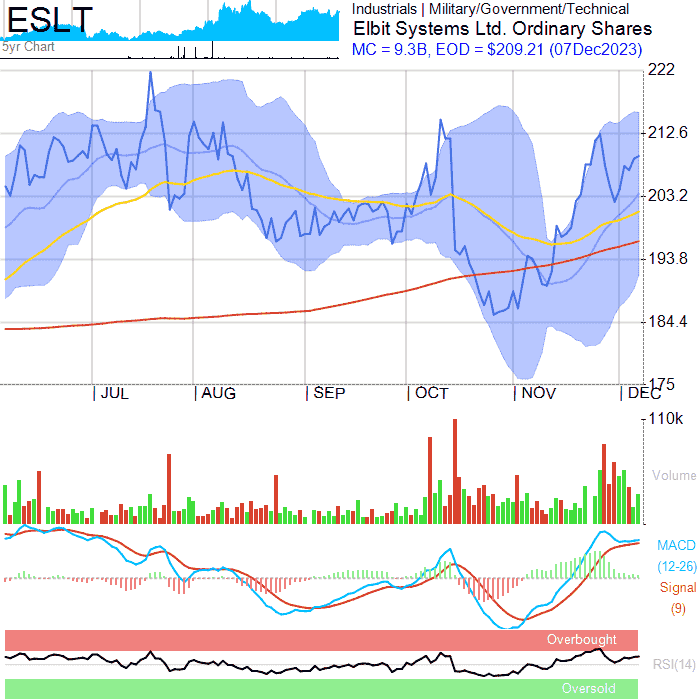 ESLT
5yr Chart
Industrials | Military/Government/Technical
Elbit Systems Ltd. Ordinary Shares
MC = 9.3B, EOD = $209.21 (07Dec2023)
222
212.6
203.2
193.8
184.4
175
JUL AUG SEP OCT NOV DEC
110k
Volume
MACD
(12-26)
Signal
(9)
Overbought
RSI(14)
Oversold